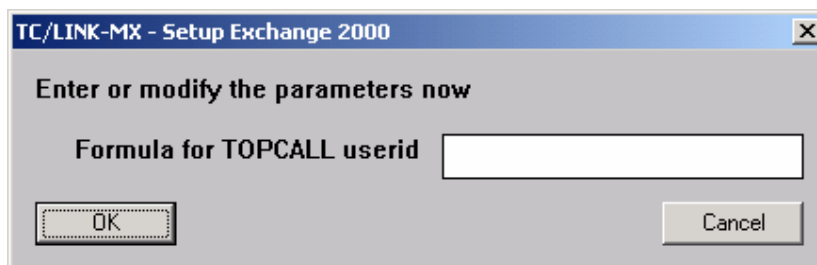 TC/LINK-MX - Setup Exchange 2000
Enter or modify the parameters now
Formula for TOPCALL userid
OK Cancel